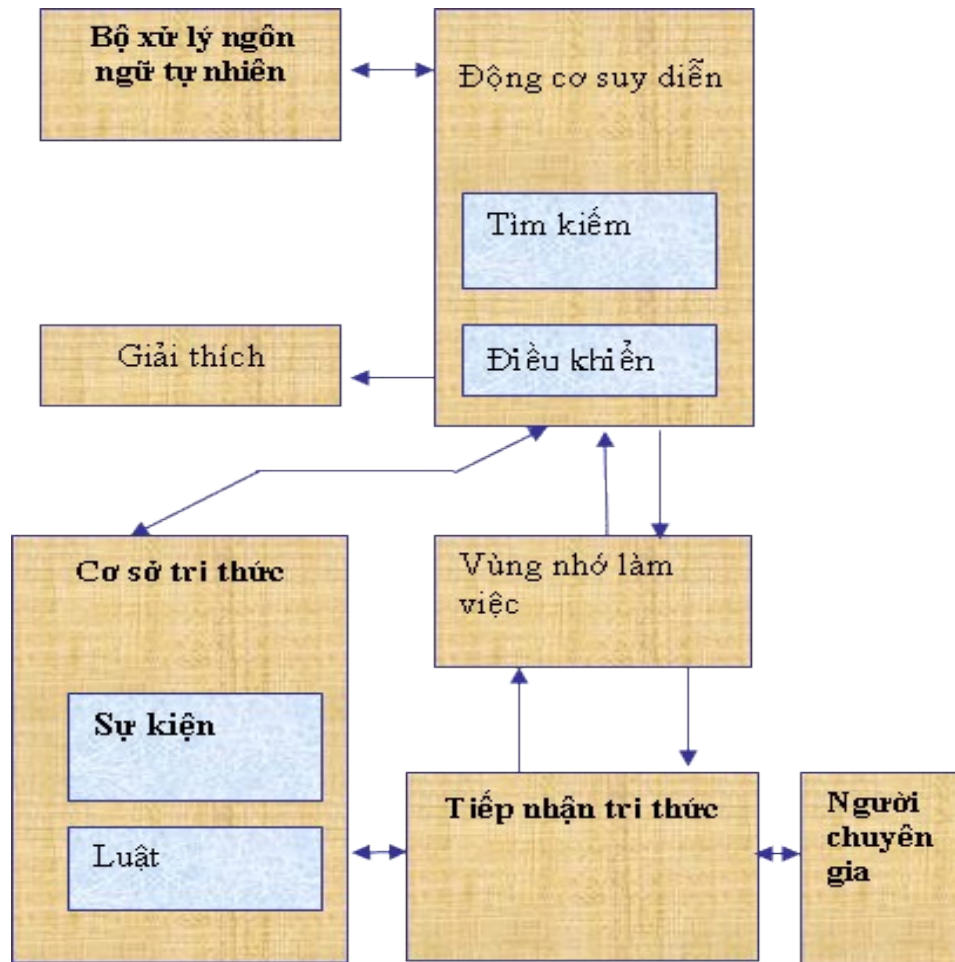 Bộ xử lý ngôn
ngữ tự nhiên
Động cơ suy diễn
Tìm kiếm
Giải thích
Điều khiển
Cơ sở tri thức
Vùng nhớ làm
việc
Sự kiện
Luật
Tiếp nhận tri thức
Người
chuyên
gia